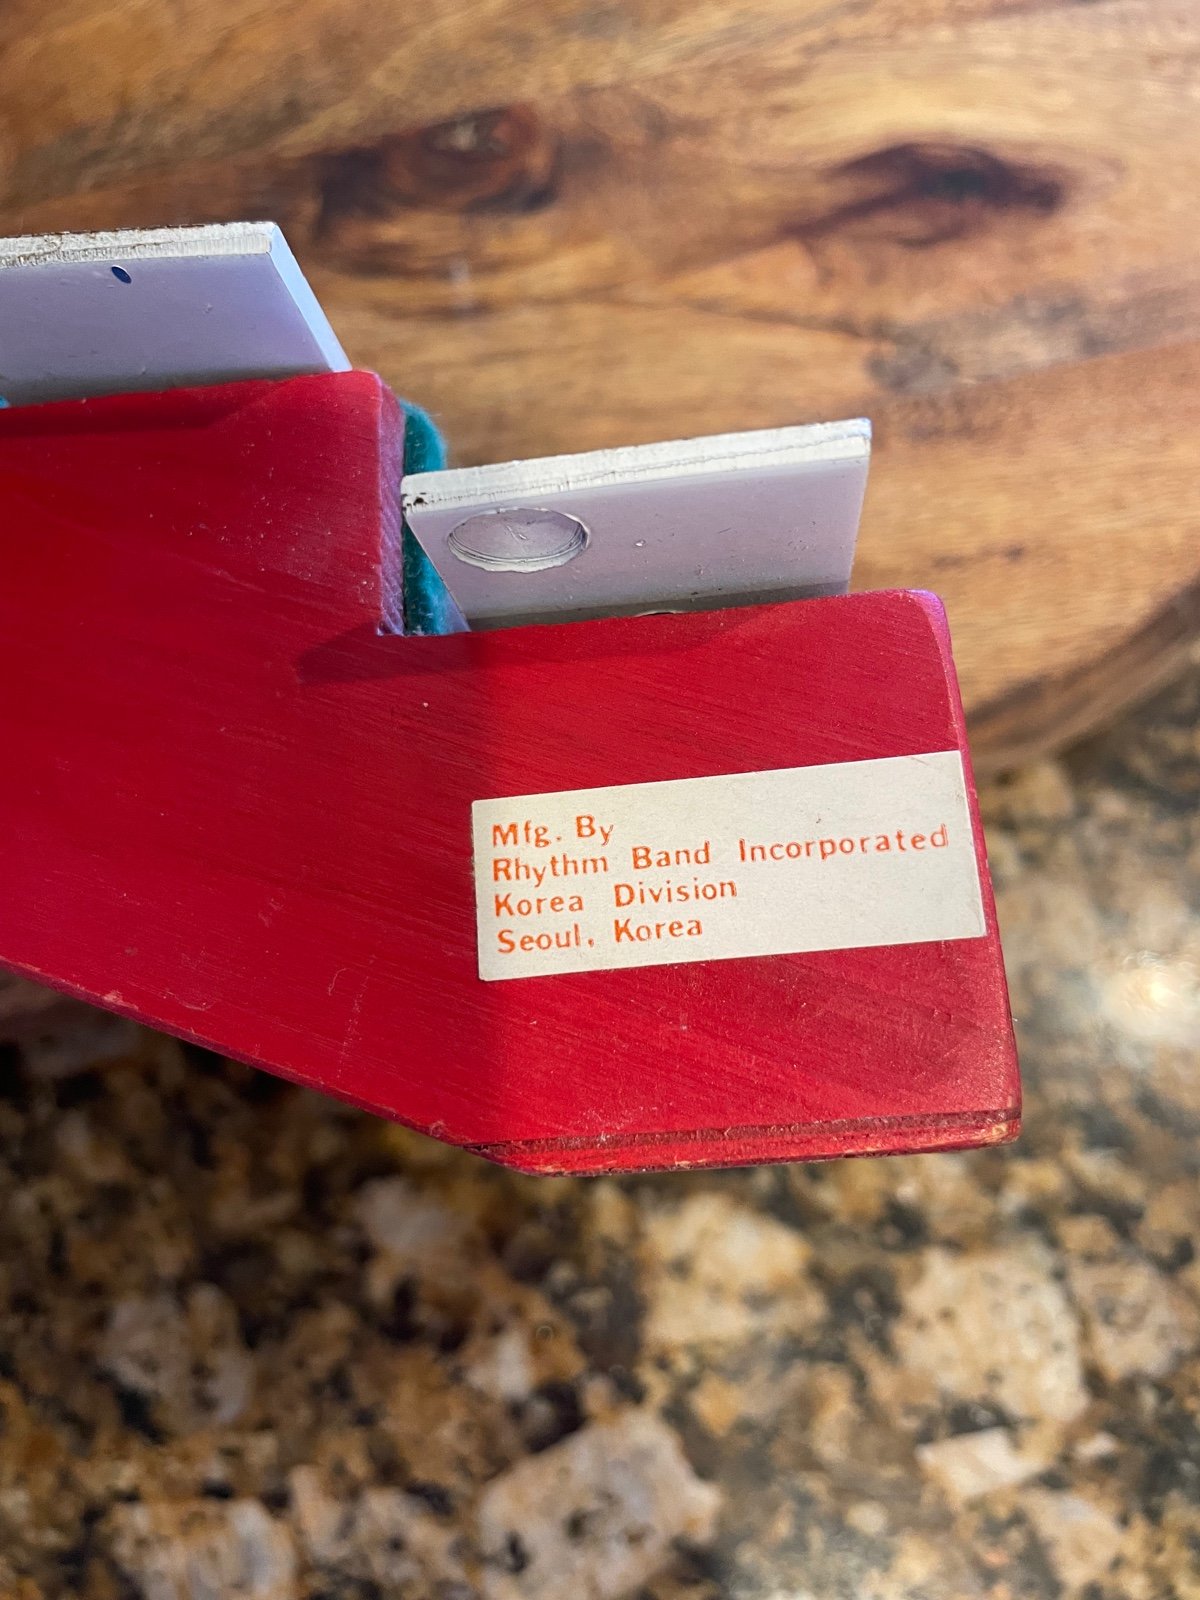 Mfg. By
Rhythm Band Incorporated
Korea Division
Seoul, Korea